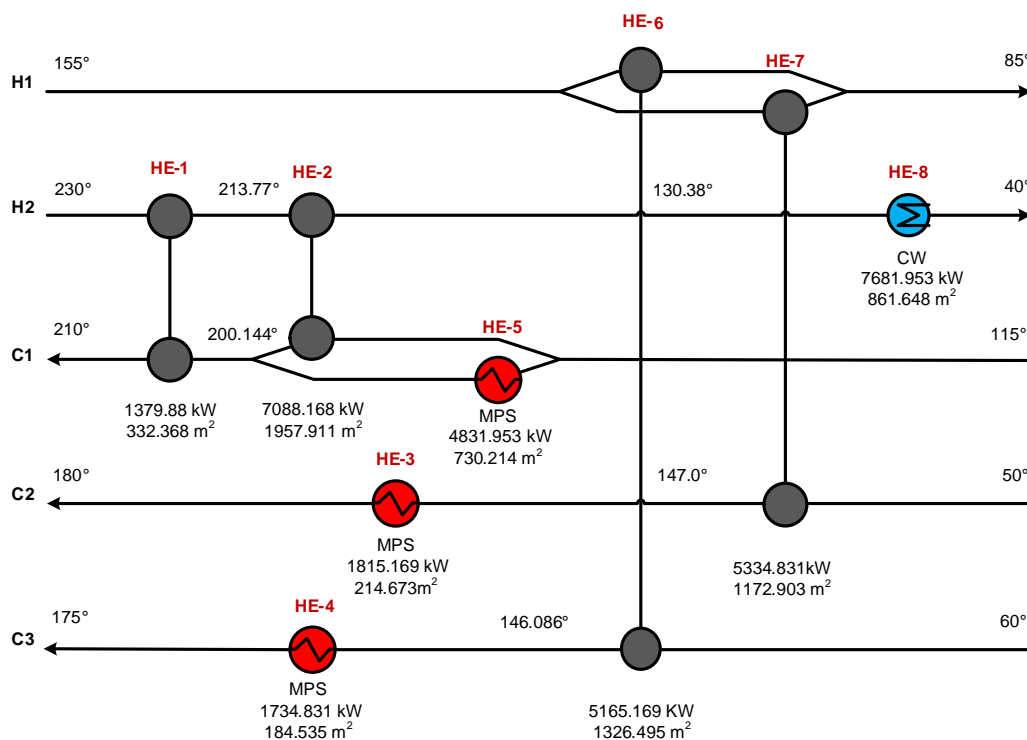 HE-6
HE-7
155°
85°
H1
HE-1
HE-2
HE-8
230°
213.77°
130.38°
40°
H2
CW
7681.953 kW
861.648 m²
HE-5
210°
200.144°
115°
C1
1379.88 kW
332.368 m²
7088.168 kW
1957.911 m²
MPS
4831.953 kW
730.214 m²
HE-3
180°
147.0°
50°
C2
MPS
1815.169 kW
214.673m²
5334.831kW
1172.903 m²
HE-4
175°
146.086°
60°
C3
MPS
1734.831 kW
184.535 m²
5165.169 KW
1326.495 m²